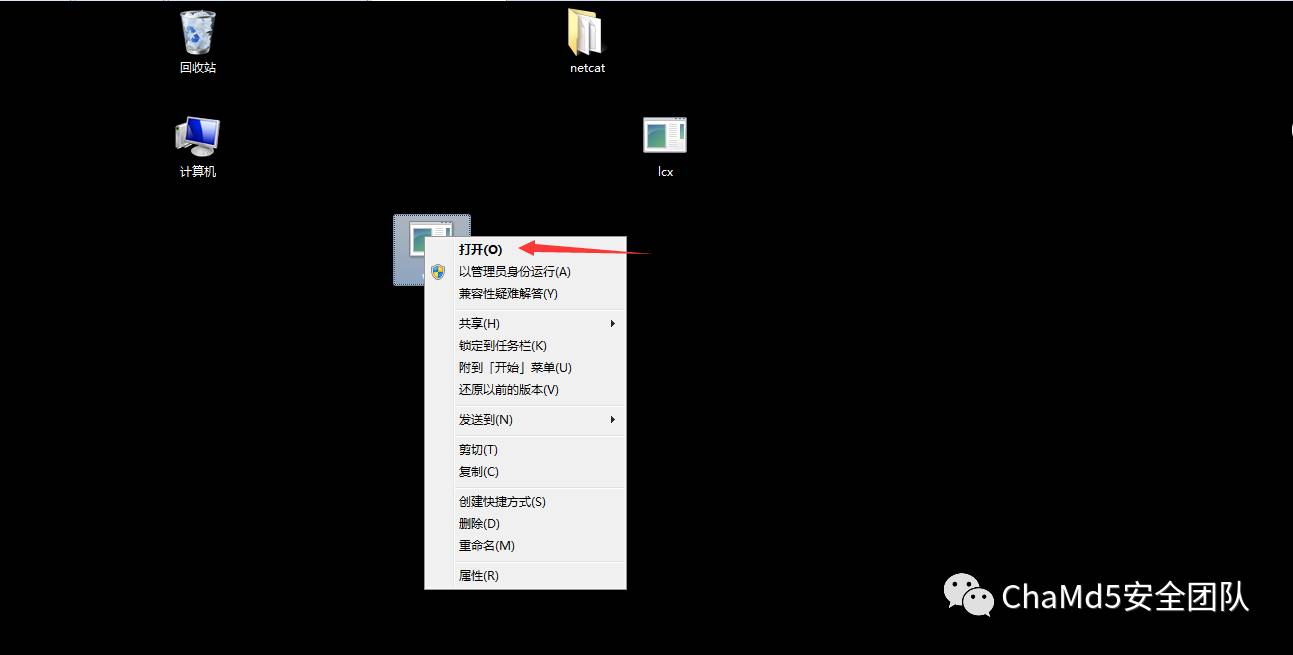 回收站
netcat
计算机
lcx
打开(O)
以管理员身份运行(A)
兼容性疑难解答(Y)
共享(H)
锁定到任务栏(K)
附到「开始」菜单(U)
还原以前的版本(V)
发送到(N)
剪切(T)
复制(C)
创建快捷方式(S)
删除(D)
重命名(M)
属性(R)
ChaMd5安全团队